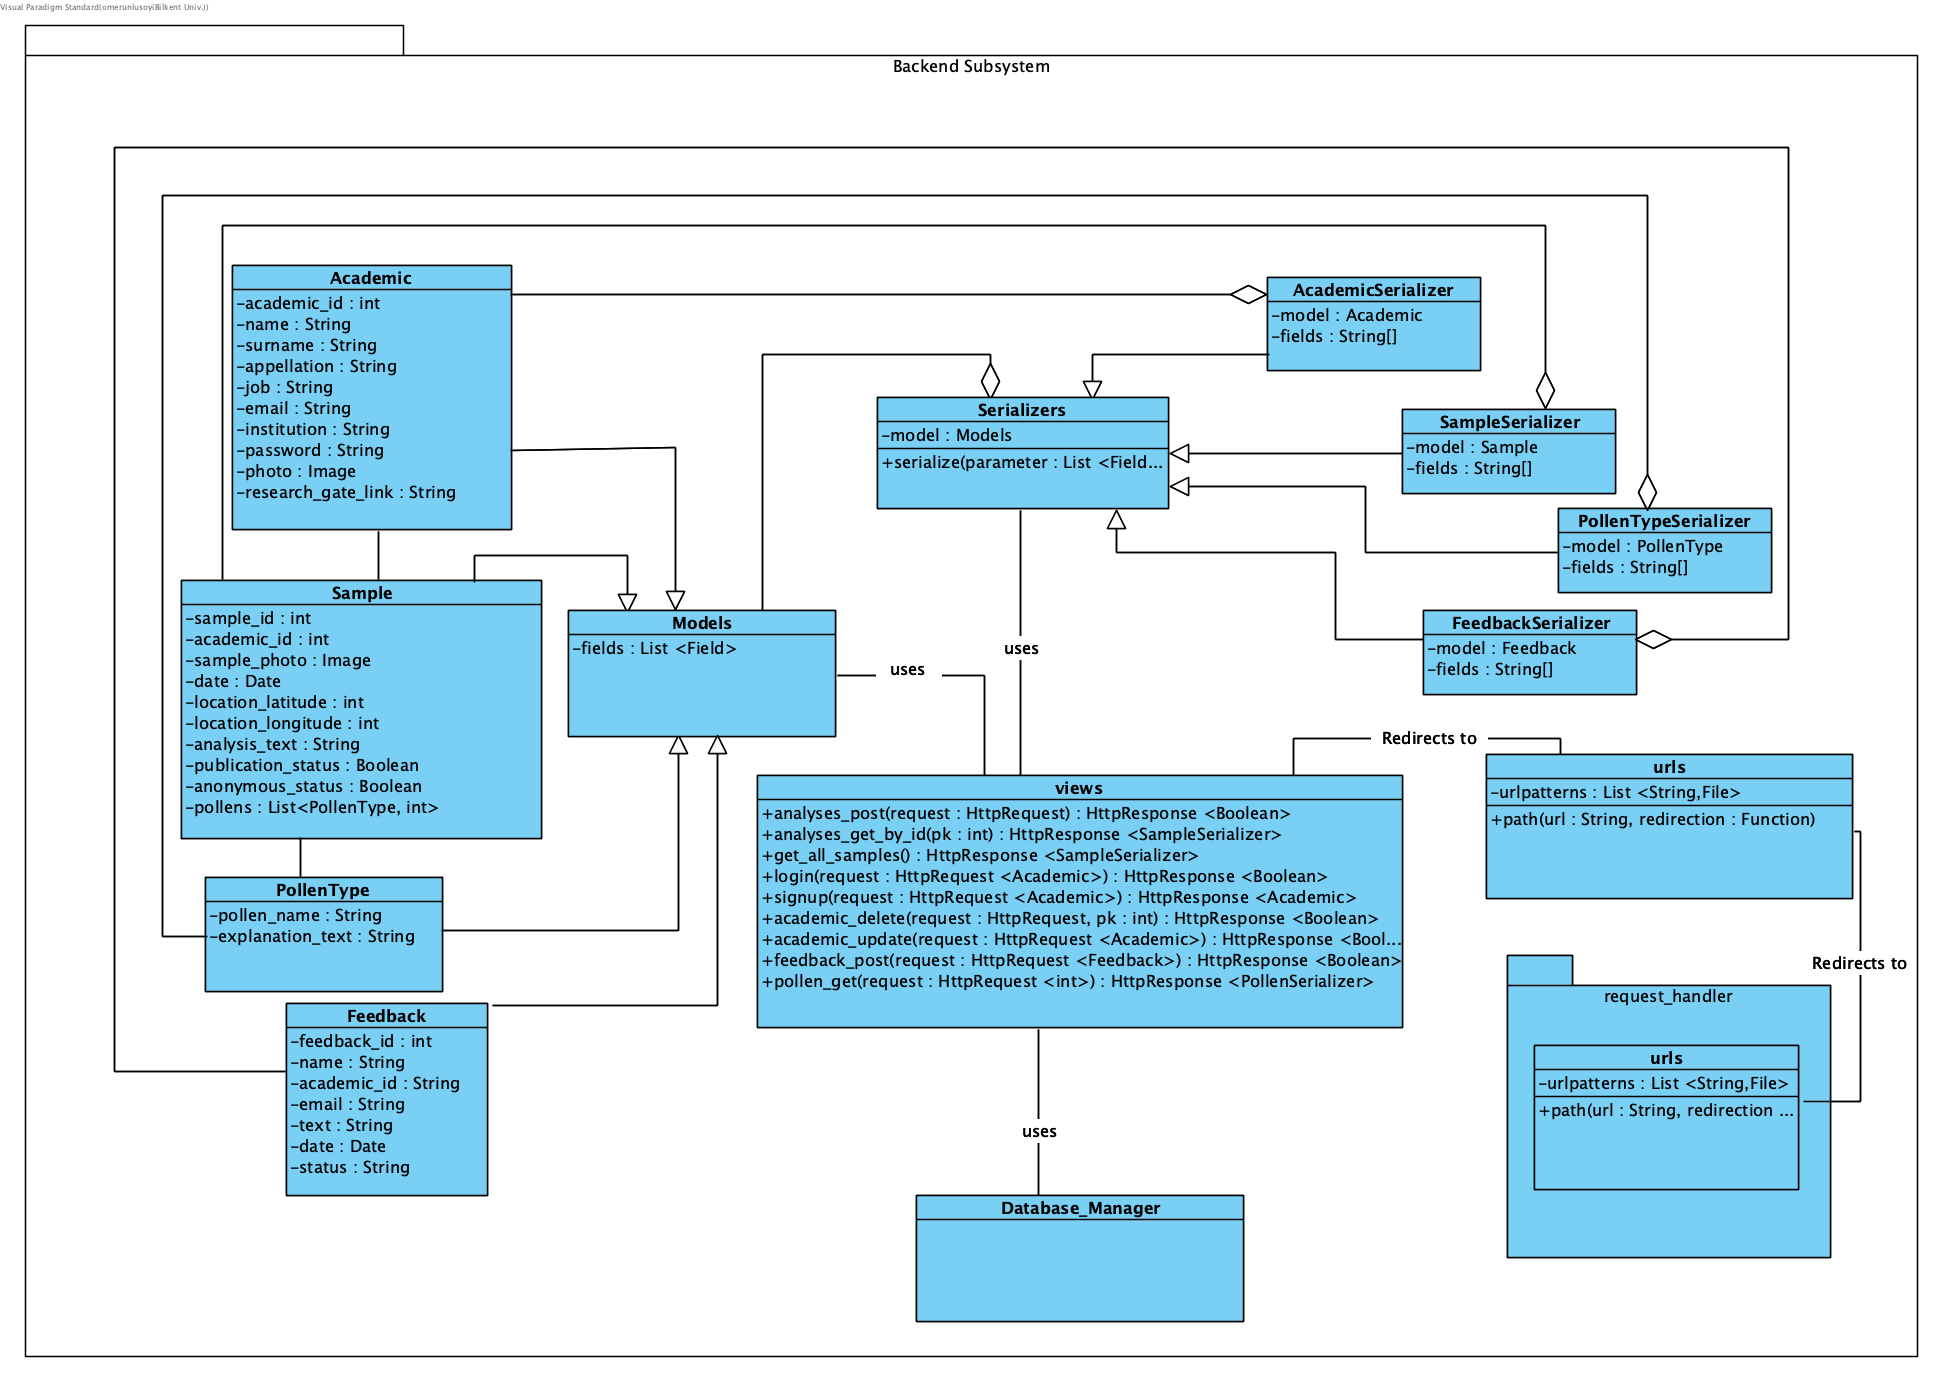 Visual Paradigm Standard(omerunlusoy(Bilkent Univ.))
Backend Subsystem
Academic
-academic_id : int
-name : String
-surname : String
-appellation : String
-job : String
-email : String
-institution : String
-password : String
-photo : Image
-research_gate_link : String
AcademicSerializer
-model : Academic
-fields : String[]
Serializers
-model : Models
+serialize(parameter : List <Field...
SampleSerializer
-model : Sample
-fields : String[]
PollenTypeSerializer
-model : PollenType
-fields : String[]
FeedbackSerializer
-model : Feedback
-fields : String[]
Sample
-sample_id : int
-academic_id : int
-sample_photo : Image
-date : Date
-location_latitude : int
-location_longitude : int
-analysis_text : String
-publication_status : Boolean
-anonymous_status : Boolean
-pollens : List<PollenType, int>
Models
-fields : List <Field>
uses
uses
Redirects to
urls
-urlpatterns : List <String,File>
+path(url : String, redirection : Function)
views
+analyses_post(request : HttpRequest) : HttpResponse <Boolean>
+analyses_get_by_id(pk : int) : HttpResponse <SampleSerializer>
+get_all_samples() : HttpResponse <SampleSerializer>
+login(request : HttpRequest <Academic>) : HttpResponse <Boolean>
+signup(request : HttpRequest <Academic>) : HttpResponse <Academic>
+academic_delete(request : HttpRequest, pk : int) : HttpResponse <Boolean>
+academic_update(request : HttpRequest <Academic>) : HttpResponse <Bool...
+feedback_post(request : HttpRequest <Feedback>) : HttpResponse <Boolean>
+pollen_get(request : HttpRequest <int>) : HttpResponse <PollenSerializer>
PollenType
-pollen_name : String
-explanation_text : String
Feedback
-feedback_id : int
-name : String
-academic_id : String
-email : String
-text : String
-date : Date
-status : String
Redirects to
request_handler
urls
-urlpatterns : List <String,File>
+path(url : String, redirection ...
uses
Database_Manager